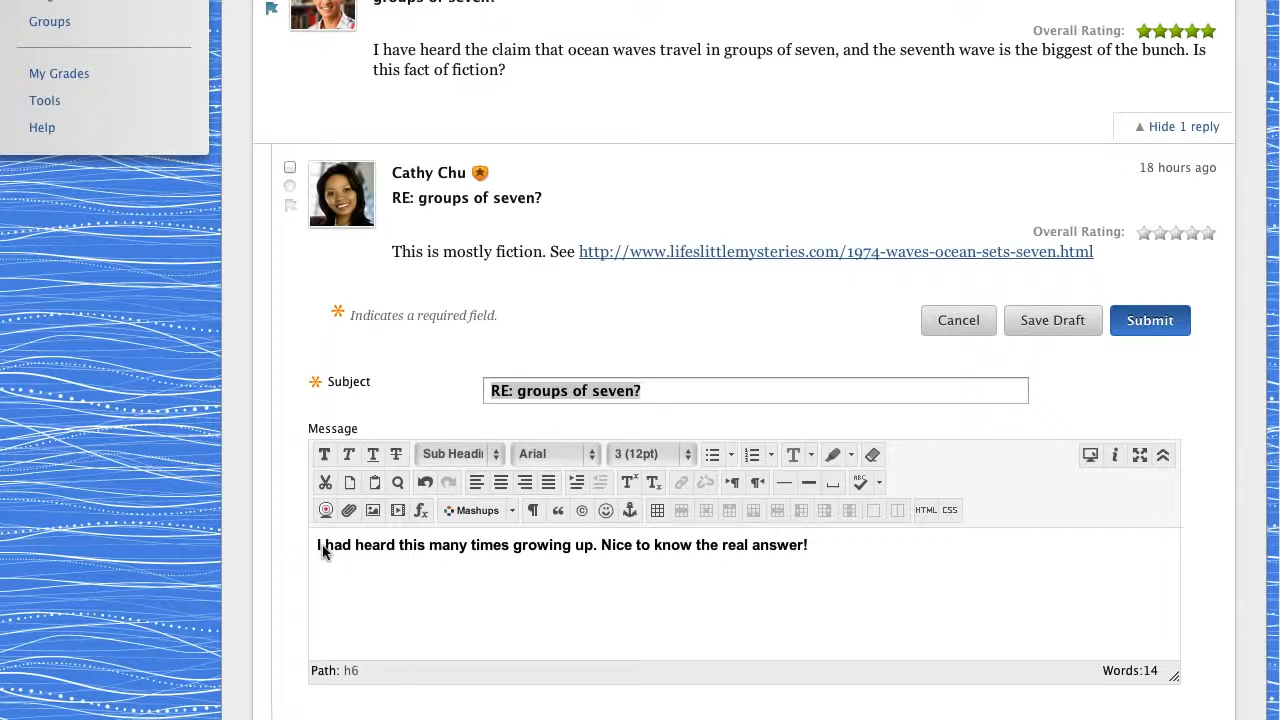 groups of seven?
Groups
Overall Rating:
I have heard the claim that ocean waves travel in groups of seven, and the seventh wave is the biggest of the bunch. Is
this fact of fiction?
My Grades
Tools
Help
▲ Hide 1 reply
Cathy Chu
18 hours ago
RE: groups of seven?
Overall Rating:
This is mostly fiction. See http://www.lifeslittlemysteries.com/1974-waves-ocean-sets-seven.html
* Indicates a required field.
Cancel
Save Draft
Submit
* Subject
RE: groups of seven?
Message
T T T T Sub Headi Arial 3 (12pt) T i
ABC
fx Mashups ¶ “ © HTML CSS
I had heard this many times growing up. Nice to know the real answer!
Path: h6
Words:14